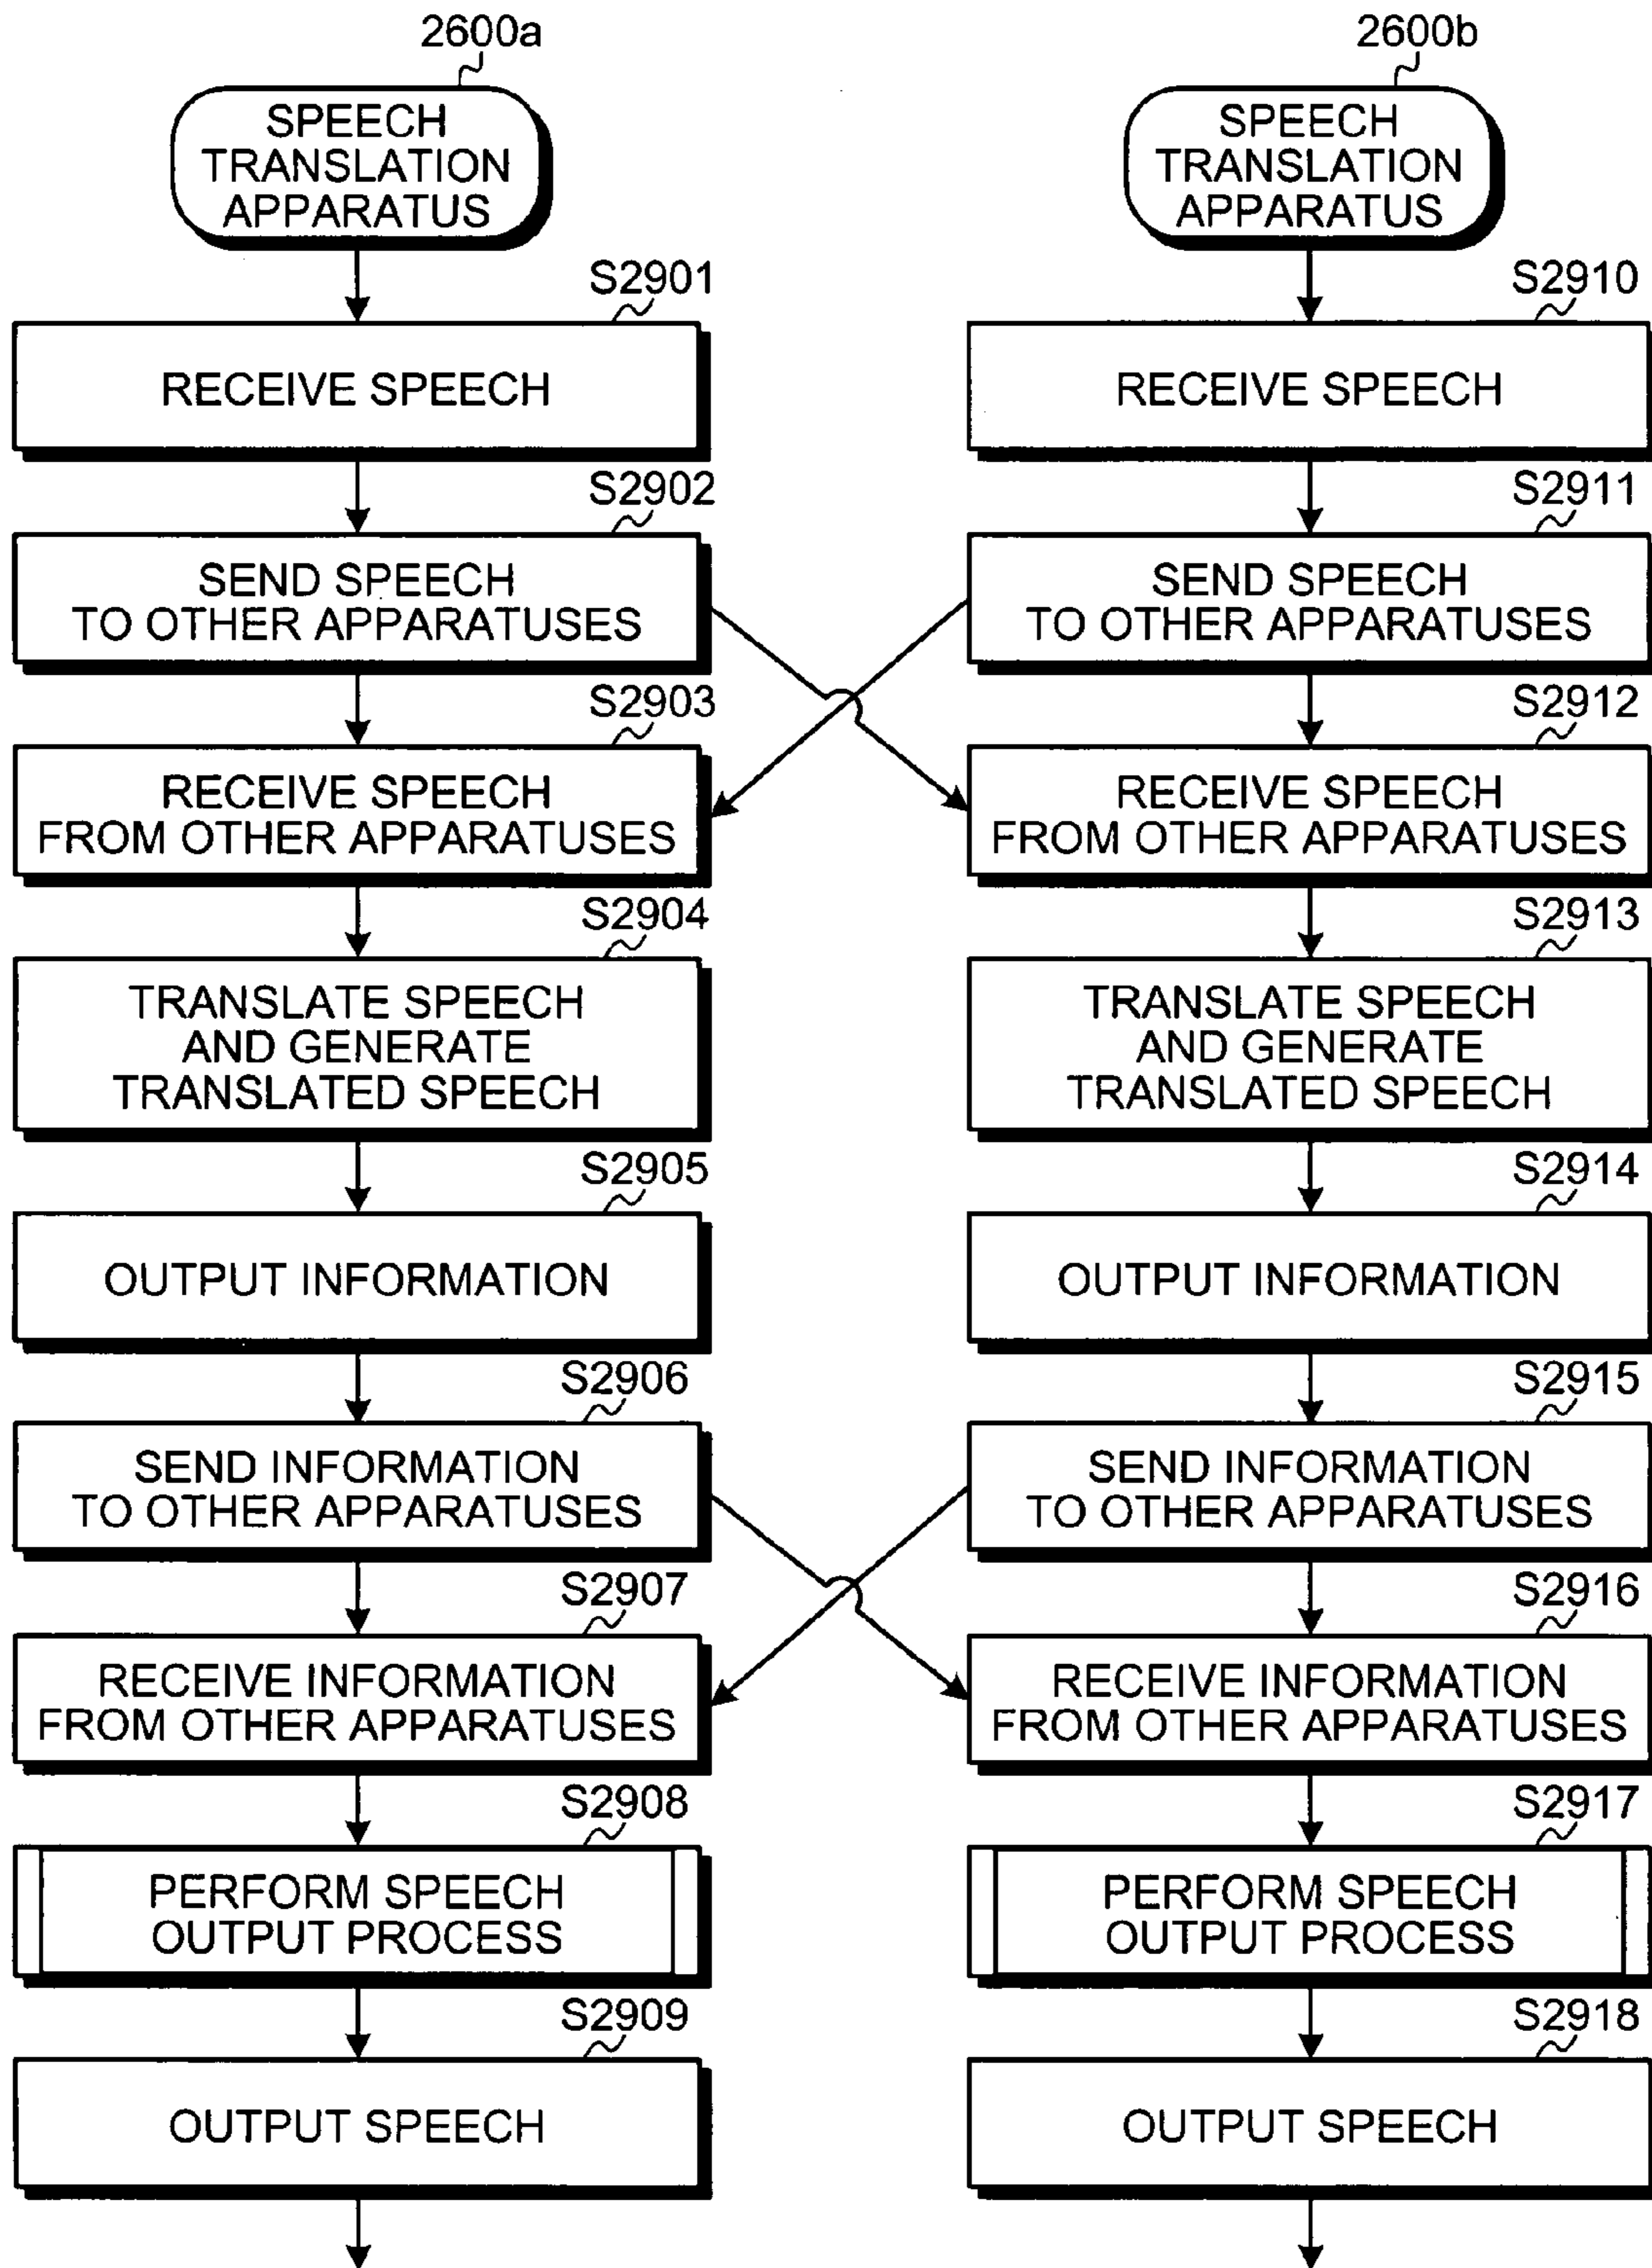 2600a
SPEECH
TRANSLATION
APPARATUS
S2901
RECEIVE SPEECH
S2902
SEND SPEECH
TO OTHER APPARATUSES
S2903
RECEIVE SPEECH
FROM OTHER APPARATUSES
S2904
TRANSLATE SPEECH
AND GENERATE
TRANSLATED SPEECH
S2905
OUTPUT INFORMATION
S2906
SEND INFORMATION
TO OTHER APPARATUSES
S2907
RECEIVE INFORMATION
FROM OTHER APPARATUSES
S2908
PERFORM SPEECH
OUTPUT PROCESS
S2909
OUTPUT SPEECH
2600b
SPEECH
TRANSLATION
APPARATUS
S2910
RECEIVE SPEECH
S2911
SEND SPEECH
TO OTHER APPARATUSES
S2912
RECEIVE SPEECH
FROM OTHER APPARATUSES
S2913
TRANSLATE SPEECH
AND GENERATE
TRANSLATED SPEECH
S2914
OUTPUT INFORMATION
S2915
SEND INFORMATION
TO OTHER APPARATUSES
S2916
RECEIVE INFORMATION
FROM OTHER APPARATUSES
S2917
PERFORM SPEECH
OUTPUT PROCESS
S2918
OUTPUT SPEECH